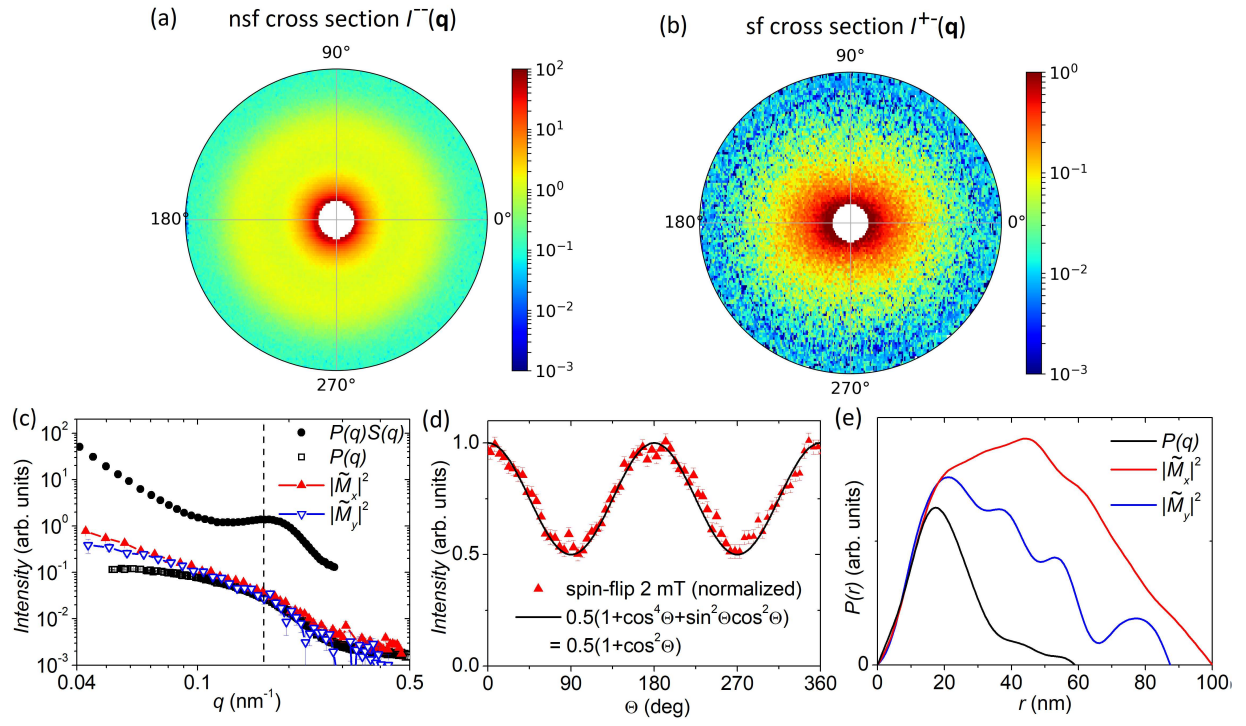 (a) nsf cross section I⁻⁻(q)
90°
180°
0°
270°
10²
10¹
10⁰
10⁻¹
10⁻²
10⁻³
(b) sf cross section I⁺⁻(q)
90°
180°
0°
270°
10⁰
10⁻¹
10⁻²
10⁻³
(c)
Intensity (arb. units)
10²
10¹
10⁰
10⁻¹
10⁻²
10⁻³
P(q)S(q)
P(q)
|M̃ₓ|²
|M̃ᵧ|²
0.04 0.1 0.5
q (nm⁻¹)
(d)
Intensity (arb. units)
1.0
0.5
0.0
spin-flip 2 mT (normalized)
0.5(1+cos⁴Θ+sin²Θcos²Θ)
= 0.5(1+cos²Θ)
0 90 180 270 360
Θ (deg)
(e)
P(r) (arb. units)
P(q)
|M̃ₓ|²
|M̃ᵧ|²
0 20 40 60 80 100
r (nm)